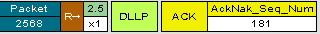 Packet R→ 2.5 DLLP ACK AckNak_Seq_Num
2568 x1 181